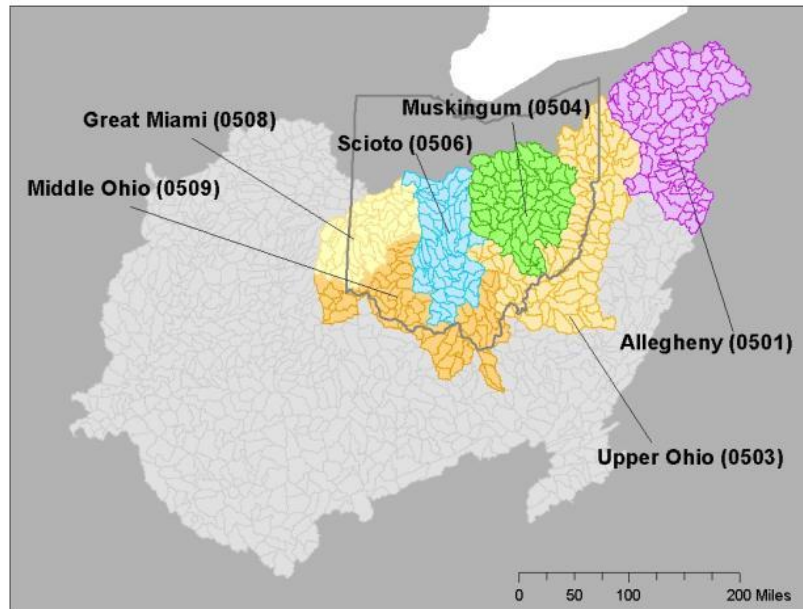 Muskingum (0504)
Great Miami (0508)
Scioto (0506)
Middle Ohio (0509)
Allegheny (0501)
Upper Ohio (0503)
0 50 100 200 Miles